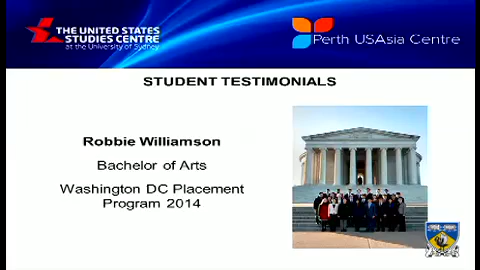 THE UNITED STATES
STUDIES CENTRE
at the University of Sydney
Perth USAsia Centre
STUDENT TESTIMONIALS
Robbie Williamson
Bachelor of Arts
Washington DC Placement
Program 2014